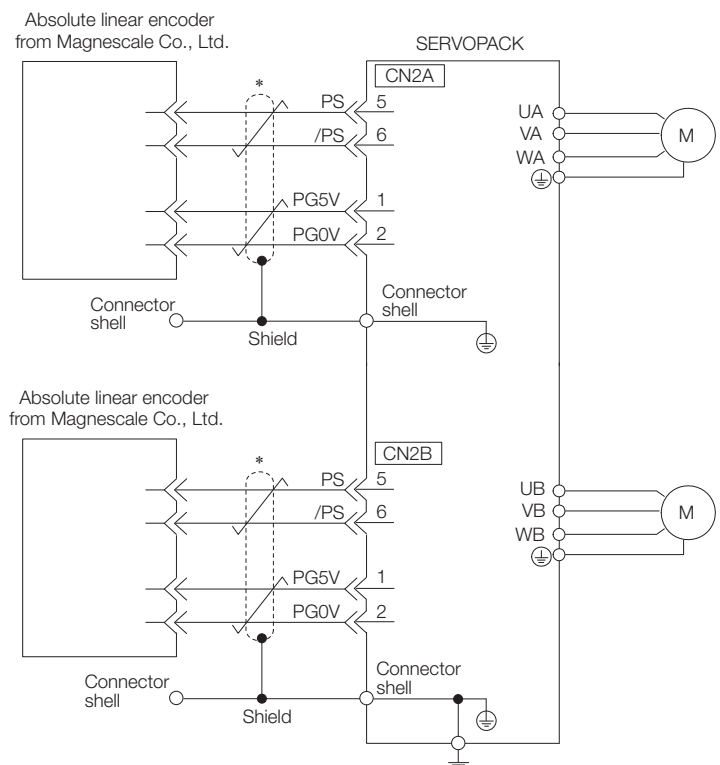 Absolute linear encoder
from Magnescale Co., Ltd.
SERVOPACK
CN2A
*
PS 5
/PS 6
PG5V 1
PG0V 2
UA
VA
WA
M
Connector
shell
Shield
Connector
shell
Absolute linear encoder
from Magnescale Co., Ltd.
CN2B
*
PS 5
/PS 6
PG5V 1
PG0V 2
UB
VB
WB
M
Connector
shell
Shield
Connector
shell